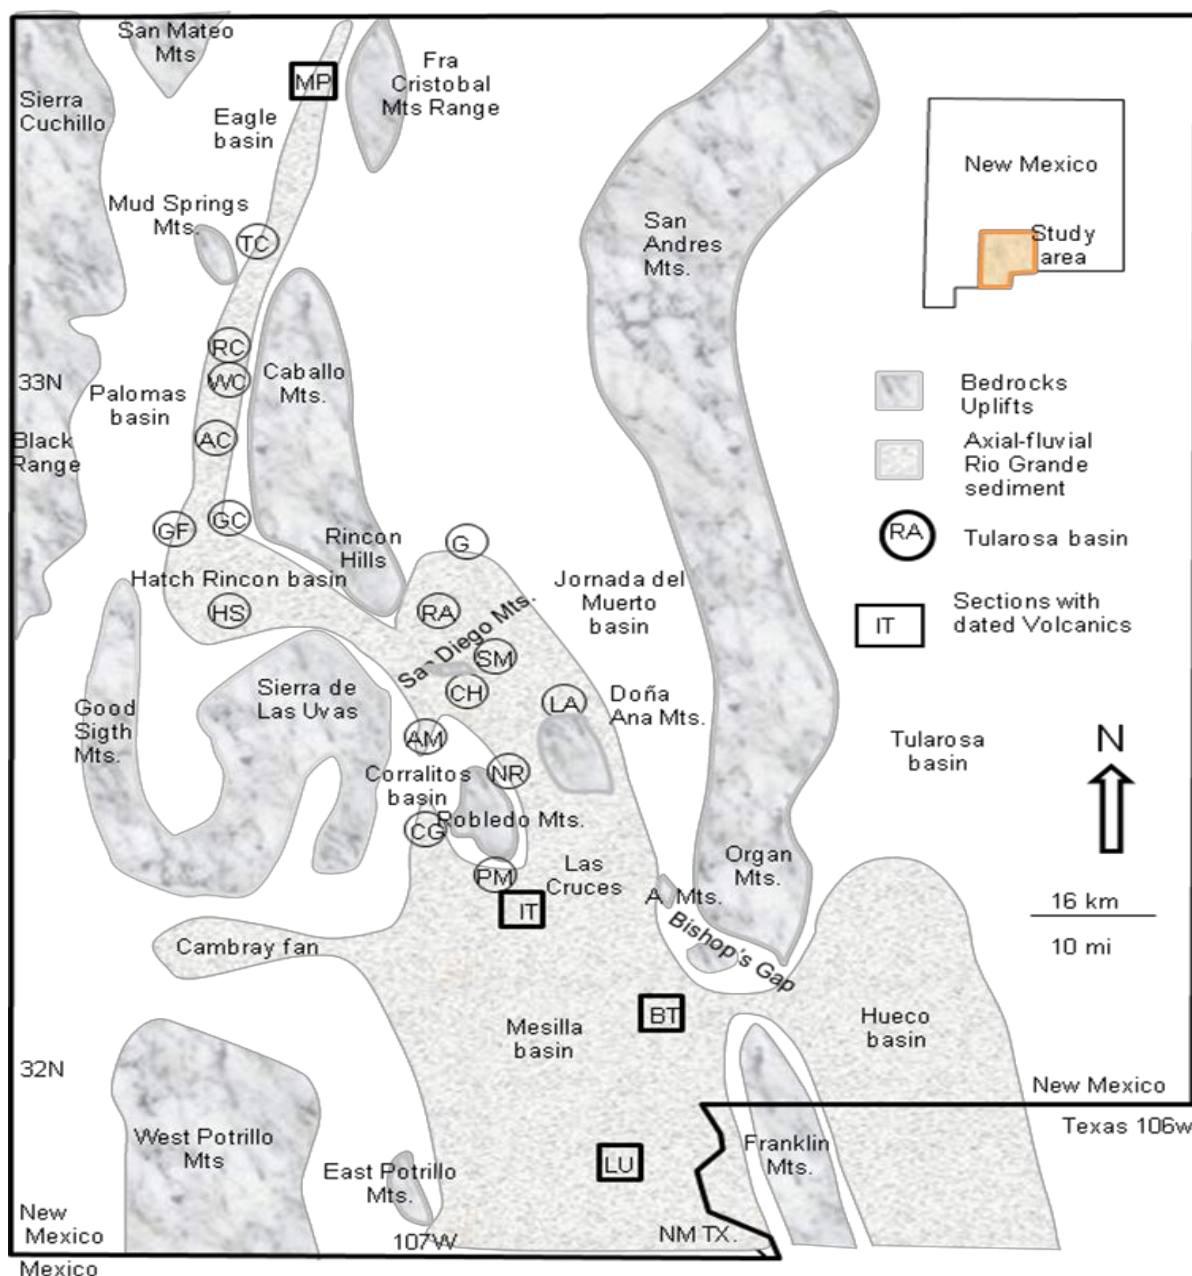 San Mateo
Mts
Fra
Cristobal
Mts Range
MP
Sierra
Cuchillo
Eagle
basin
New Mexico
Mud Springs
Mts.
TC
San
Andres
Mts.
Study
area
RC
WC
Caballo
Mts.
33N
Palomas
basin
Bedrocks
Uplifts
AC
Black
Range
Axial-fluvial
Rio Grande
sediment
GF
GC
Rincon
Hills
G
RA
Tularosa basin
Hatch Rincon basin
HS
RA
Jornada del
Muerto
basin
IT
Sections with
dated Volcanics
San Diego Mts.
SM
CH
LA
Sierra de
Las Uvas
Doña
Ana Mts.
Good
Sigth
Mts.
AM
Tularosa
basin
N
Corralitos
basin
NR
CG
Robledo Mts.
PM
Las
Cruces
Organ
Mts.
IT
A Mts.
16 km
10 mi
Bishop's Gap
Cambray fan
BT
Mesilla
basin
Hueco
basin
32N
New Mexico
Texas 106w
West Potrillo
Mts
East Potrillo
Mts.
LU
Franklin
Mts.
New
Mexico
107W
NM TX.
Mexico